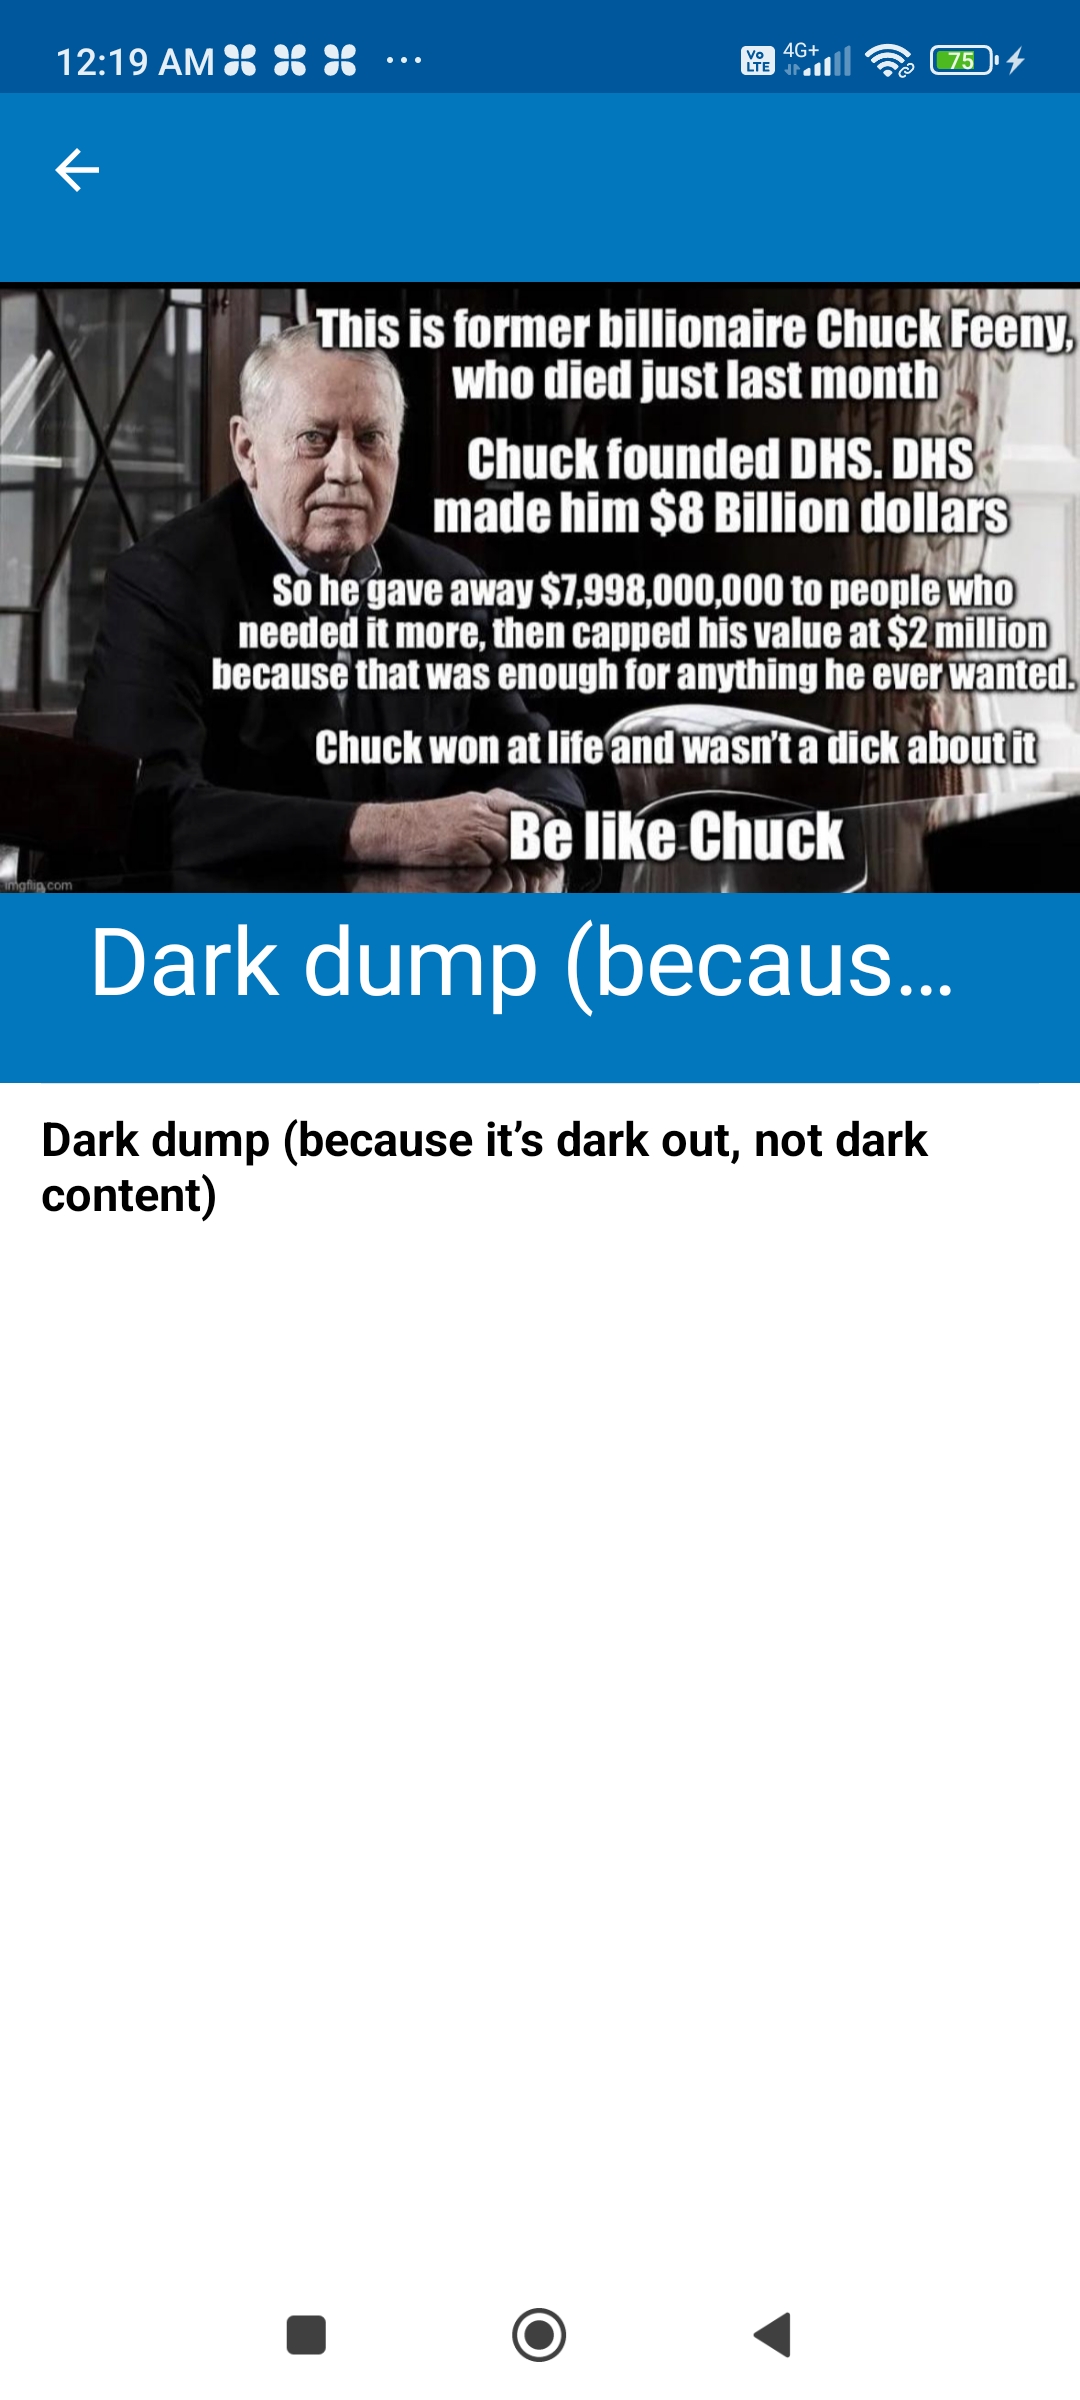 12:19 AM
Vo LTE
4G+
75
This is former billionaire Chuck Feeny,
who died just last month
Chuck founded DHS. DHS
made him $8 Billion dollars
So he gave away $7,998,000,000 to people who
needed it more, then capped his value at $2 million
because that was enough for anything he ever wanted.
Chuck won at life and wasn't a dick about it
Be like Chuck
imgflip.com
Dark dump (becaus...
Dark dump (because it’s dark out, not dark
content)